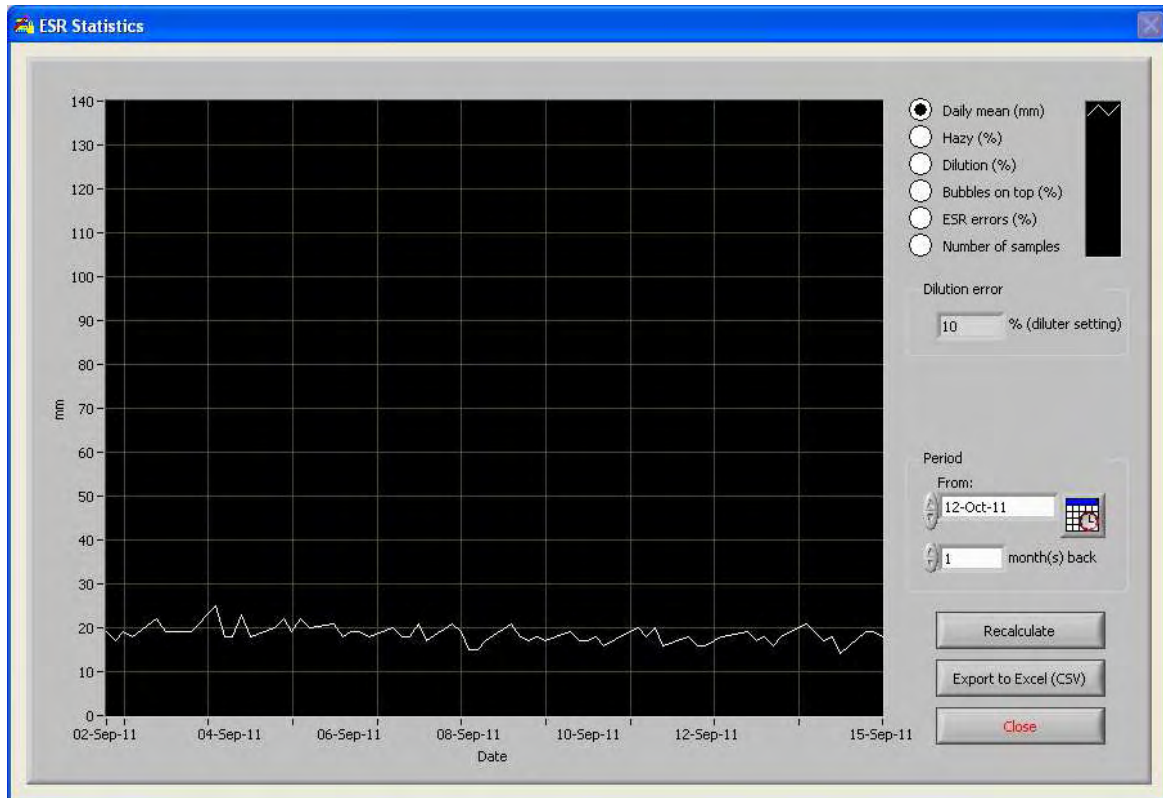 ESR Statistics
140
130
120
110
100
90
80
70
60
50
40
30
20
10
0
mm
02-Sep-11 04-Sep-11 06-Sep-11 08-Sep-11 10-Sep-11 12-Sep-11 15-Sep-11
Date
Daily mean (mm)
Hazy (%)
Dilution (%)
Bubbles on top (%)
ESR errors (%)
Number of samples
Dilution error
10 % (diluter setting)
Period
From:
12-Oct-11
1 month(s) back
Recalculate
Export to Excel (CSV)
Close